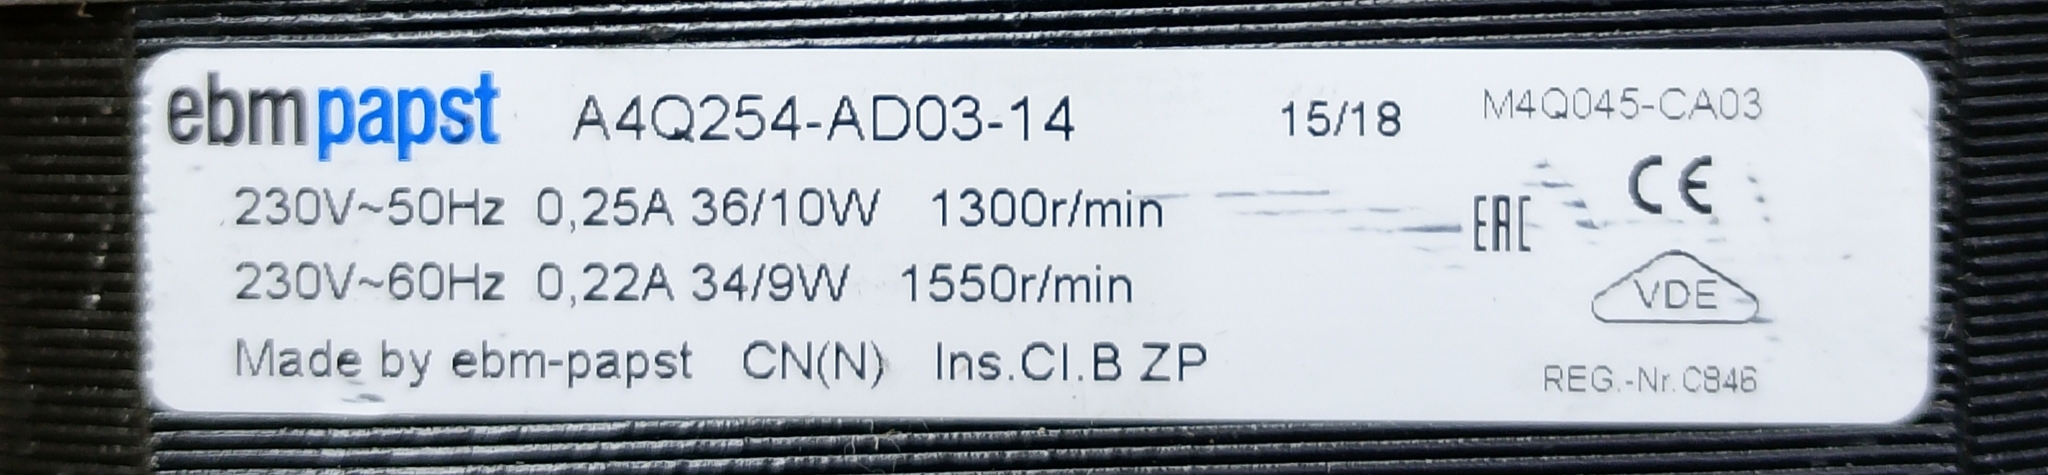 ebmpapst A4Q254-AD03-14 15/18 M4Q045-CA03
230V~50Hz 0,25A 36/10W 1300r/min EAC CE
230V~60Hz 0,22A 34/9W 1550r/min VDE
Made by ebm-papst CN(N) Ins.Cl.B ZP REG.-Nr.C846